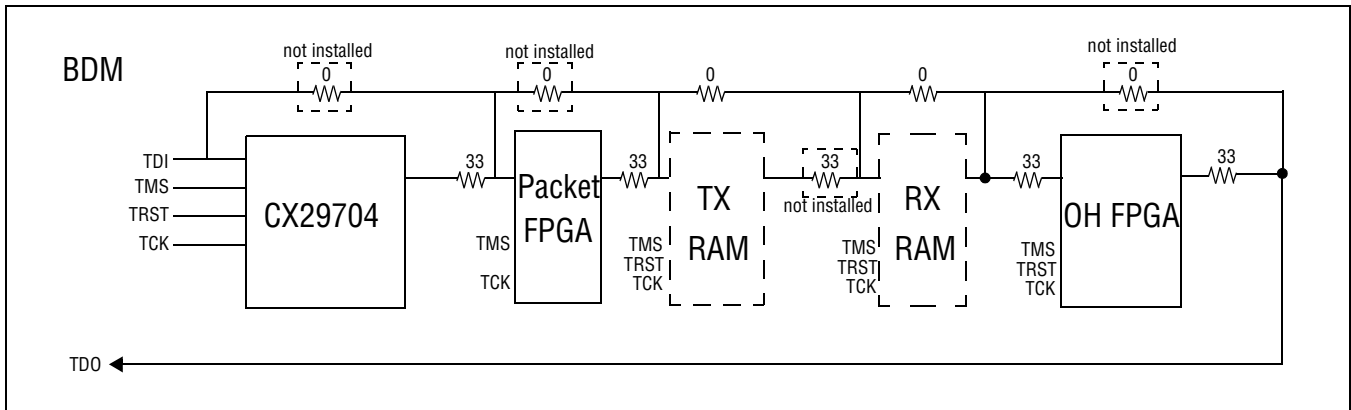 BDM
not installed
0
not installed
0
0
0
not installed
0
TDI
TMS
TRST
TCK
CX29704
33
Packet
FPGA
TMS
TCK
33
TX
RAM
TMS
TRST
TCK
33
not installed
RX
RAM
TMS
TRST
TCK
33
OH FPGA
TMS
TRST
TCK
33
TDO